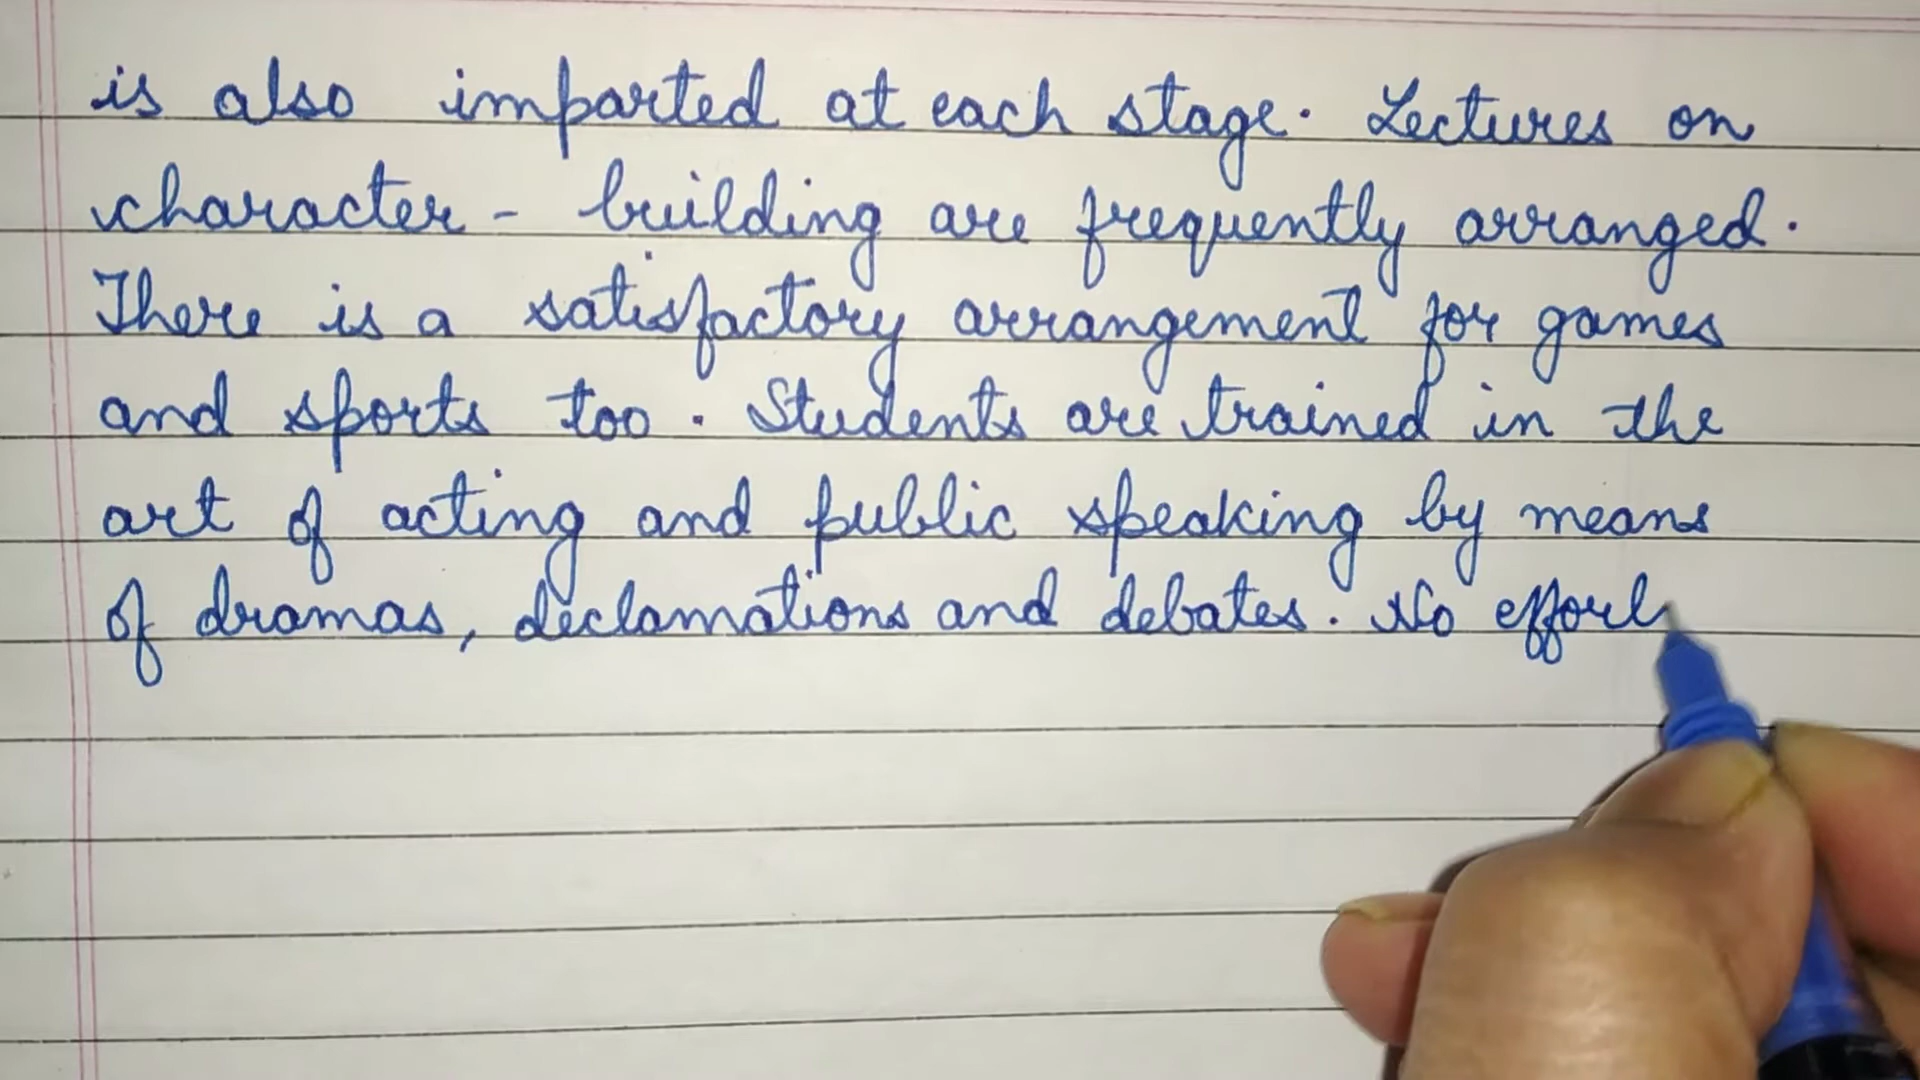 is also imparted at each stage. Lectures on
character - building are frequently arranged.
There is a satisfactory arrangement for games
and sports too. Students are trained in the
art of acting and public speaking by means
of dramas, declamations and debates. No effort